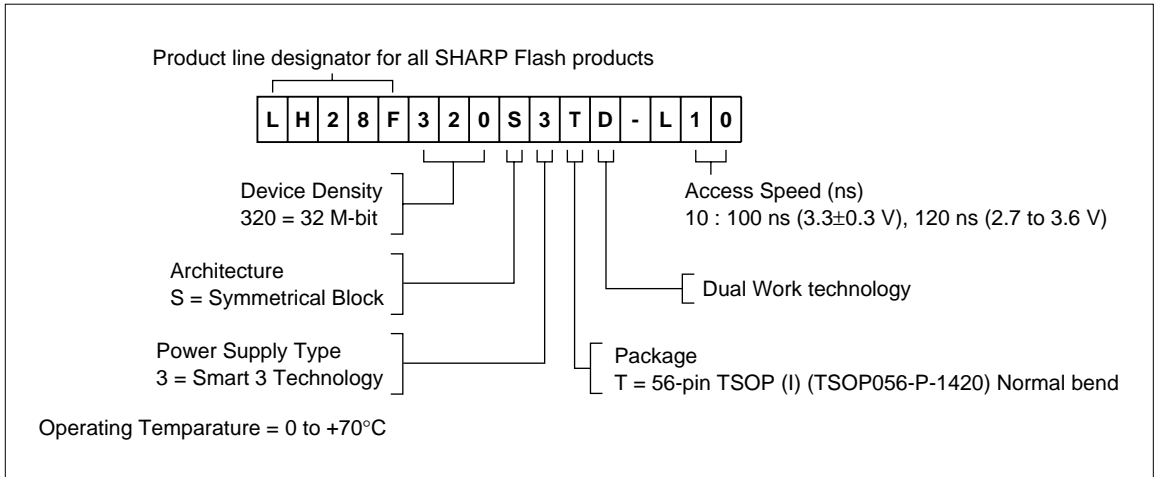 Product line designator for all SHARP Flash products
L H 2 8 F 3 2 0 S 3 T D - L 1 0
Device Density
320 = 32 M-bit
Access Speed (ns)
10 : 100 ns (3.3±0.3 V), 120 ns (2.7 to 3.6 V)
Architecture
S = Symmetrical Block
Dual Work technology
Power Supply Type
3 = Smart 3 Technology
Package
T = 56-pin TSOP (I) (TSOP056-P-1420) Normal bend
Operating Temparature = 0 to +70°C